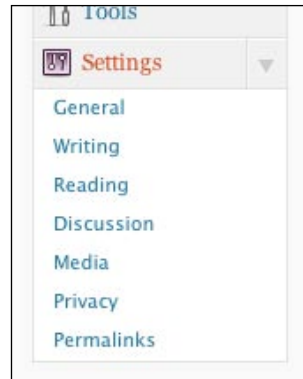 Tools
Settings
General
Writing
Reading
Discussion
Media
Privacy
Permalinks